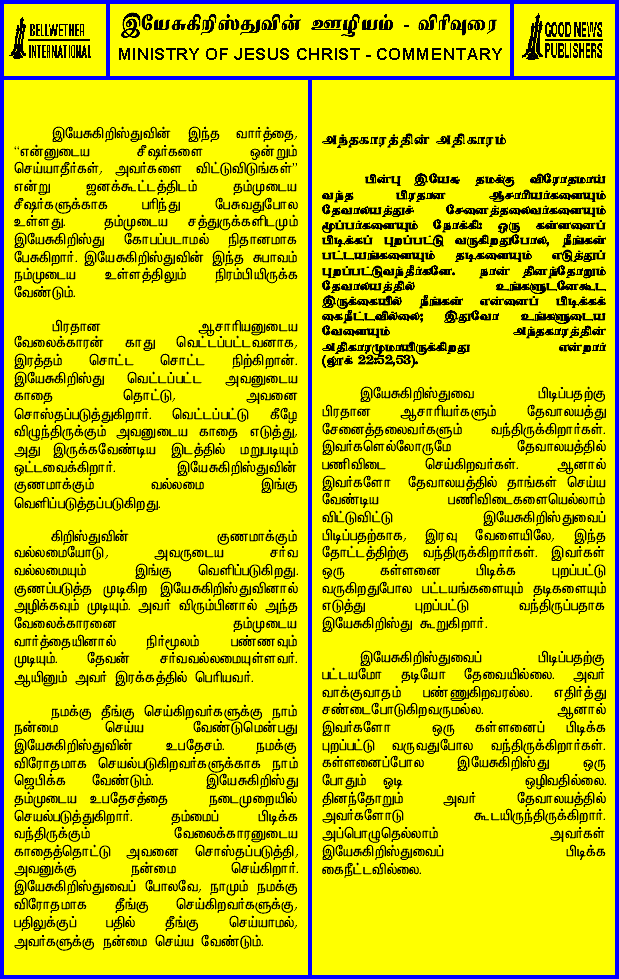 BELLWETHER
INTERNATIONAL
இயேசுகிறிஸ்துவின் ஊழியம் - விரிவுரை
MINISTRY OF JESUS CHRIST - COMMENTARY
GOOD NEWS
PUBLISHERS
இயேசுகிறிஸ்துவின் இந்த வார்த்தை,
“என்னுடைய சீஷர்களை ஒன்றும்
செய்யாதீர்கள், அவர்களை விட்டுவிடுங்கள்”
என்று ஜனக்கூட்டத்திடம் தம்முடைய
சீஷர்களுக்காக பரிந்து பேசுவதுபோல
உள்ளது. தம்முடைய சத்துருக்களிடமும்
இயேசுகிறிஸ்து கோபப்படாமல் நிதானமாக
பேசுகிறார். இயேசுகிறிஸ்துவின் இந்த சுபாவம்
நம்முடைய உள்ளத்திலும் நிரம்பியிருக்க
வேண்டும்.
பிரதான ஆசாரியனுடைய
வேலைக்காரன் காது வெட்டப்பட்டவனாக,
இரத்தம் சொட்ட சொட்ட நிற்கிறான்.
இயேசுகிறிஸ்து வெட்டப்பட்ட அவனுடைய
காதை தொட்டு, அவனை
சொஸ்தப்படுத்துகிறார். வெட்டப்பட்டு கீழே
விழுந்திருக்கும் அவனுடைய காதை எடுத்து,
அது இருக்கவேண்டிய இடத்தில் மறுபடியும்
ஒட்டவைக்கிறார். இயேசுகிறிஸ்துவின்
குணமாக்கும் வல்லமை இங்கு
வெளிப்படுத்தப்படுகிறது.
கிறிஸ்துவின் குணமாக்கும்
வல்லமையோடு, அவருடைய சர்வ
வல்லமையும் இங்கு வெளிப்படுகிறது.
குணப்படுத்த முடிகிற இயேசுகிறிஸ்துவினால்
அழிக்கவும் முடியும். அவர் விரும்பினால் அந்த
வேலைக்காரனை தம்முடைய
வார்த்தையினால் நிர்மூலம் பண்ணவும்
முடியும். தேவன் சர்வவல்லமையுள்ளவர்.
ஆயினும் அவர் இரக்கத்தில் பெரியவர்.
நமக்கு தீங்கு செய்கிறவர்களுக்கு நாம்
நன்மை செய்ய வேண்டுமென்பது
இயேசுகிறிஸ்துவின் உபதேசம். நமக்கு
விரோதமாக செயல்படுகிறவர்களுக்காக நாம்
ஜெபிக்க வேண்டும். இயேசுகிறிஸ்து
தம்முடைய உபதேசத்தை நடைமுறையில்
செயல்படுத்துகிறார். தம்மைப் பிடிக்க
வந்திருக்கும் வேலைக்காரனுடைய
காதைத்தொட்டு அவனை சொஸ்தப்படுத்தி,
அவனுக்கு நன்மை செய்கிறார்.
இயேசுகிறிஸ்துவைப் போலவே, நாமும் நமக்கு
விரோதமாக தீங்கு செய்கிறவர்களுக்கு,
பதிலுக்குப் பதில் தீங்கு செய்யாமல்,
அவர்களுக்கு நன்மை செய்ய வேண்டும்.
அந்தகாரத்தின் அதிகாரம்
பின்பு இயேசு தமக்கு விரோதமாய்
வந்த பிரதான ஆசாரியர்களையும்
தேவாலயத்துச் சேனைத்தலைவர்களையும்
மூப்பர்களையும் நோக்கி: ஒரு கள்ளனைப்
பிடிக்கப் புறப்பட்டு வருகிறதுபோல, நீங்கள்
பட்டயங்களையும் தடிகளையும் எடுத்துப்
புறப்பட்டுவந்தீர்களே. நான் தினந்தோறும்
தேவாலயத்தில் உங்களுடனேகூட
இருக்கையில் நீங்கள் என்னைப் பிடிக்கக்
கைநீட்டவில்லை; இதுவோ உங்களுடைய
வேளையும் அந்தகாரத்தின்
அதிகாரமுமாயிருக்கிறது என்றார்
(லூக் 22:52,53).
இயேசுகிறிஸ்துவை பிடிப்பதற்கு
பிரதான ஆசாரியர்களும் தேவாலயத்து
சேனைத்தலைவர்களும் வந்திருக்கிறார்கள்.
இவர்களெல்லோருமே தேவாலயத்தில்
பணிவிடை செய்கிறவர்கள். ஆனால்
இவர்களோ தேவாலயத்தில் தாங்கள் செய்ய
வேண்டிய பணிவிடைகளையெல்லாம்
விட்டுவிட்டு இயேசுகிறிஸ்துவைப்
பிடிப்பதற்காக, இரவு வேளையிலே, இந்த
தோட்டத்திற்கு வந்திருக்கிறார்கள். இவர்கள்
ஒரு கள்ளனை பிடிக்க புறப்பட்டு
வருகிறதுபோல பட்டயங்களையும் தடிகளையும்
எடுத்து புறப்பட்டு வந்திருப்பதாக
இயேசுகிறிஸ்து கூறுகிறார்.
இயேசுகிறிஸ்துவைப் பிடிப்பதற்கு
பட்டயமோ தடியோ தேவையில்லை. அவர்
வாக்குவாதம் பண்ணுகிறவரல்ல. எதிர்த்து
சண்டைபோடுகிறவருமல்ல. ஆனால்
இவர்களோ ஒரு கள்ளனைப் பிடிக்க
புறப்பட்டு வருவதுபோல வந்திருக்கிறார்கள்.
கள்ளனைப்போல இயேசுகிறிஸ்து ஒரு
போதும் ஓடி ஒழிவதில்லை.
தினந்தோறும் அவர் தேவாலயத்தில்
அவர்களோடு கூடயிருந்திருக்கிறார்.
அப்பொழுதெல்லாம் அவர்கள்
இயேசுகிறிஸ்துவைப் பிடிக்க
கைநீட்டவில்லை.